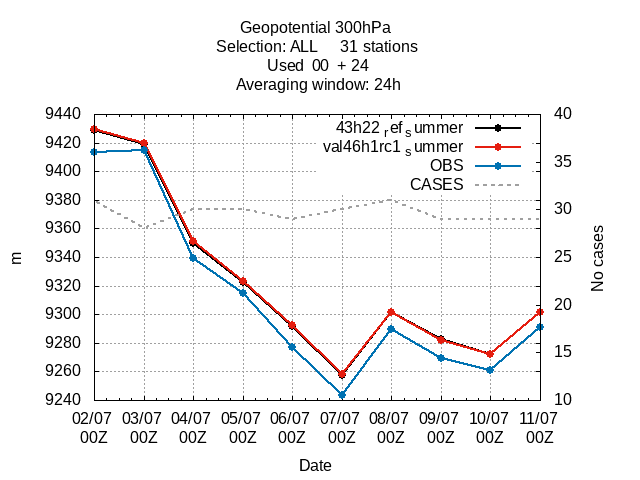 Geopotential 300hPa
Selection: ALL 31 stations
Used 00 + 24
Averaging window: 24h
9440
9420
9400
9380
9360
9340
9320
9300
9280
9260
9240
m
43h22 refsummer
val46h1rc1 summer
OBS
CASES
40
35
30
25
20
15
10
No cases
02/07 03/07 04/07 05/07 06/07 07/07 08/07 09/07 10/07 11/07
00Z 00Z 00Z 00Z 00Z 00Z 00Z 00Z 00Z 00Z
Date